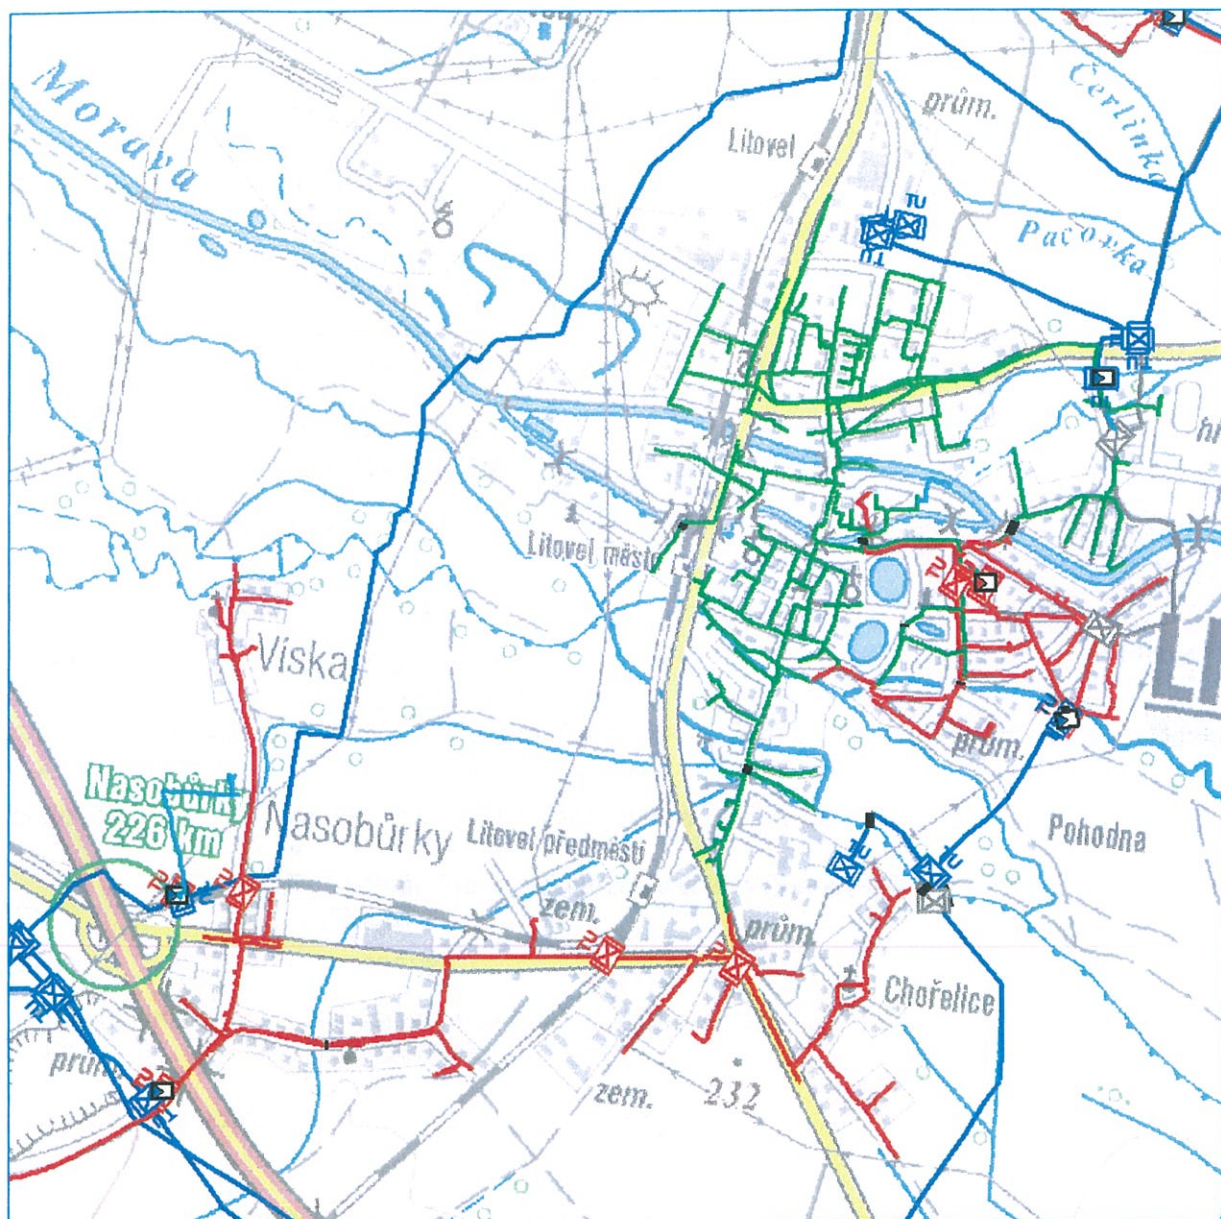 Morava
Čerlinka
prům.
Litovel
Pačovka
Litovel město
Víska
LI
prům.
Nasobůrky
226 km
Nasobůrky
Litovel předměstí
Pohodna
zem.
prům.
Chořelice
prům.
zem.
232